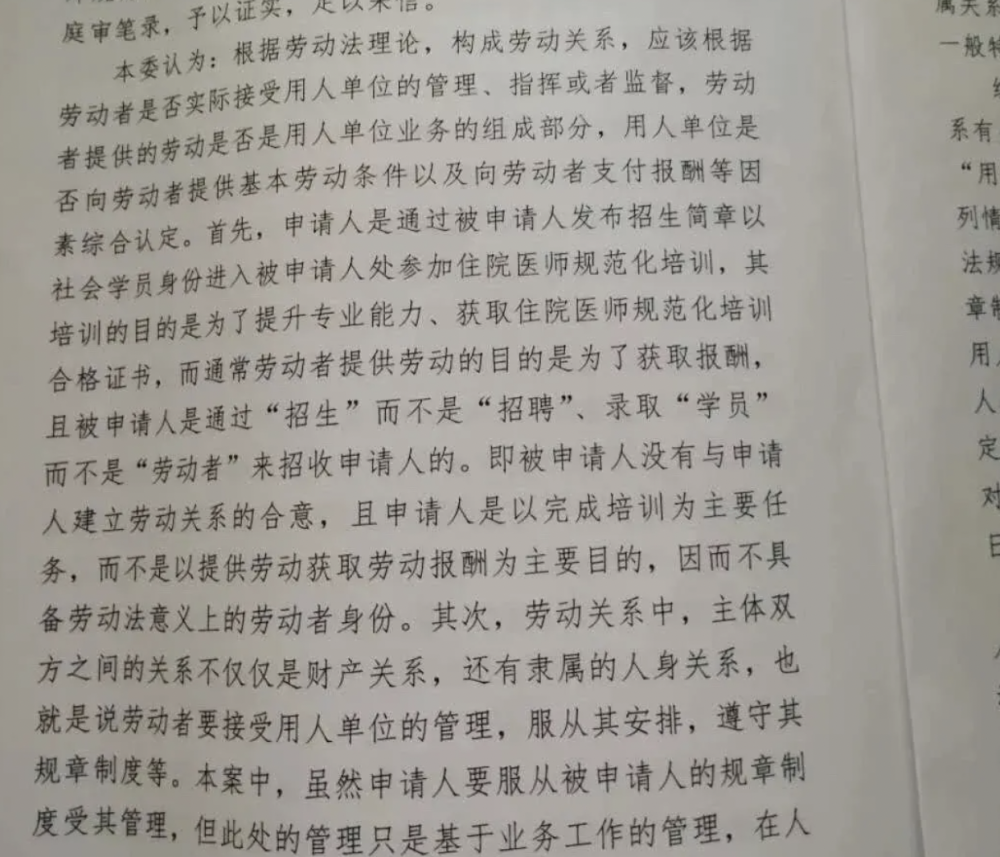 庭审笔录，予以证实，足以采信。
本委认为：根据劳动法理论，构成劳动关系，应该根据
劳动者是否实际接受用人单位的管理、指挥或者监督，劳动
者提供的劳动是否是用人单位业务的组成部分，用人单位是
否向劳动者提供基本劳动条件以及向劳动者支付报酬等因
素综合认定。首先，申请人是通过被申请人发布招生简章以
社会学员身份进入被申请人处参加住院医师规范化培训，其
培训的目的是为了提升专业能力、获取住院医师规范化培训
合格证书，而通常劳动者提供劳动的目的是为了获取报酬，
且被申请人是通过“招生”而不是“招聘”、录取“学员”
而不是“劳动者”来招收申请人的。即被申请人没有与申请
人建立劳动关系的合意，且申请人是以完成培训为主要任
务，而不是以提供劳动获取劳动报酬为主要目的，因而不具
备劳动法意义上的劳动者身份。其次，劳动关系中，主体双
方之间的关系不仅仅是财产关系，还有隶属的人身关系，也
就是说劳动者要接受用人单位的管理，服从其安排，遵守其
规章制度等。本案中，虽然申请人要服从被申请人的规章制
度受其管理，但此处的管理只是基于业务工作的管理，在人
属关系
一般特
系有
“用
列情
法规
章制
用
人
定
对